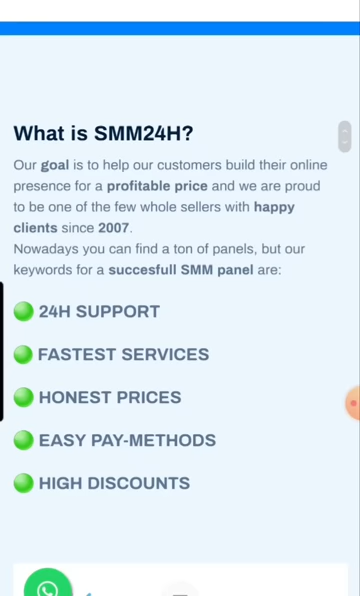 What is SMM24H?
Our goal is to help our customers build their online
presence for a profitable price and we are proud
to be one of the few whole sellers with happy
clients since 2007.
Nowadays you can find a ton of panels, but our
keywords for a succesfull SMM panel are:
24H SUPPORT
FASTEST SERVICES
HONEST PRICES
EASY PAY-METHODS
HIGH DISCOUNTS